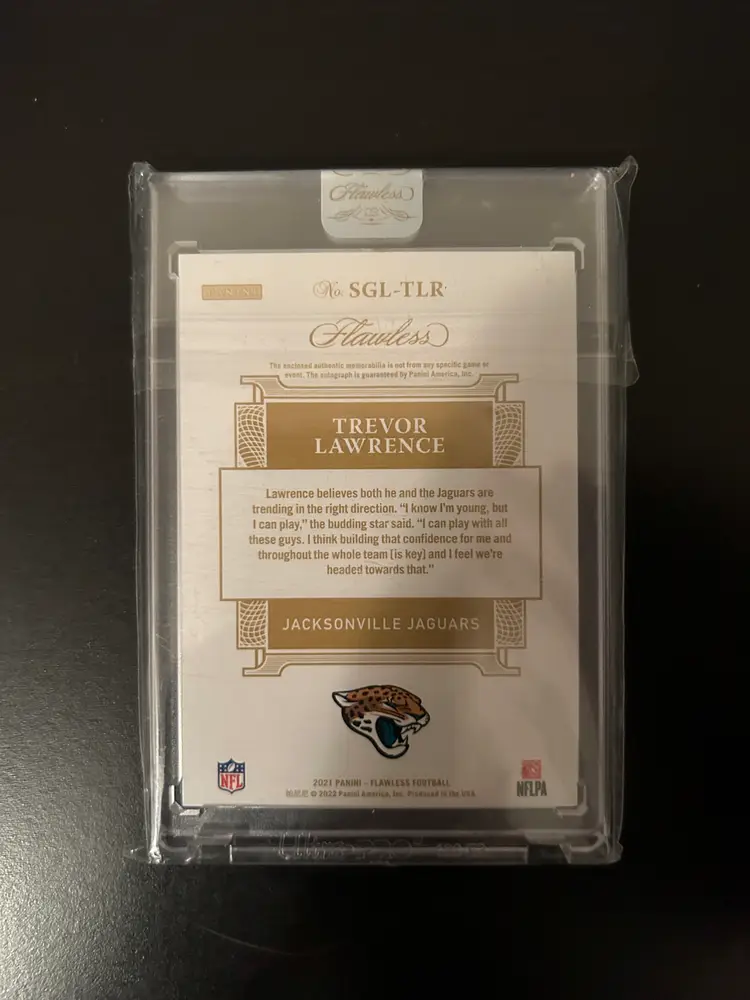 Flawless
PANINI
No. SGL-TLR
Flawless
The enclosed authentic memorabilia is not from any specific game or
event. The autograph is guaranteed by Panini America, Inc.
TREVOR
LAWRENCE
Lawrence believes both he and the Jaguars are
trending in the right direction. “I know I’m young, but
I can play,” the budding star said. “I can play with all
these guys. I think building that confidence for me and
throughout the whole team (is key) and I feel we’re
headed towards that.”
JACKSONVILLE JAGUARS
NFL
NFLPA
2021 PANINI - FLAWLESS FOOTBALL
© 2022 Panini America, Inc. Produced in the USA